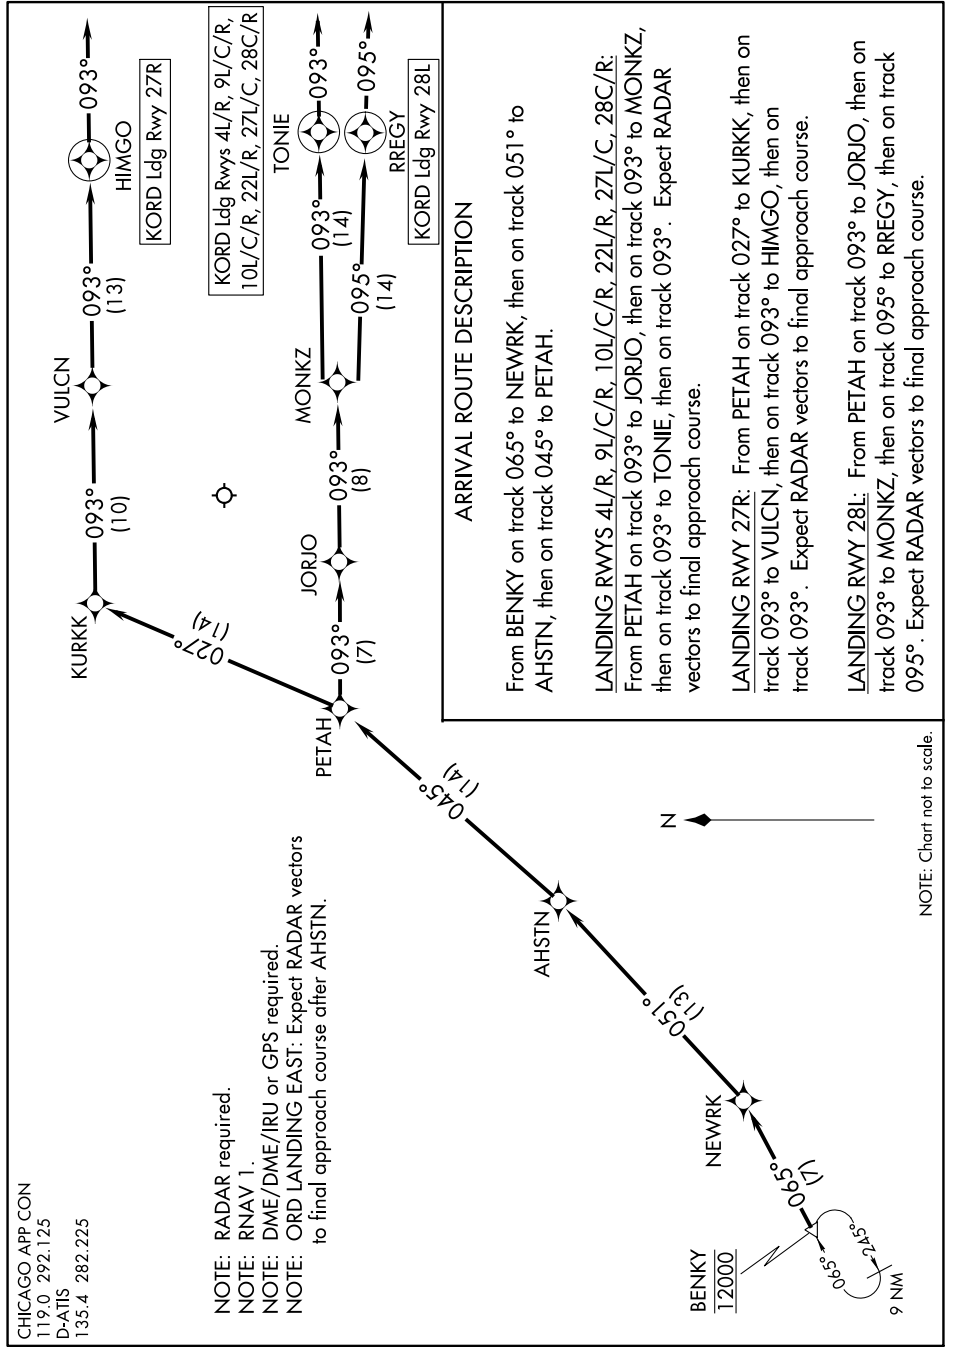 CHICAGO APP CON
119.0 292.125
D-ATIS
135.4 282.225
NOTE: RADAR required.
NOTE: RNAV 1.
NOTE: DME/DME/IRU or GPS required.
NOTE: ORD LANDING EAST: Expect RADAR vectors
to final approach course after AHSTN.
BENKY
12000
065°
245°
9 NM
065°
(7)
NEWRK
051°
(13)
AHSTN
045°
(14)
PETAH
027°
(14)
KURKK
093°
(10)
VULCN
093°
(13)
HIMGO
093°
KORD Ldg Rwy 27R
093°
(7)
JORJO
093°
(8)
MONKZ
093°
(14)
TONIE
093°
KORD Ldg Rwys 4L/R, 9L/C/R,
10L/C/R, 22L/R, 27L/C, 28C/R
095°
(14)
RREGY
095°
KORD Ldg Rwy 28L
N
NOTE: Chart not to scale.
ARRIVAL ROUTE DESCRIPTION
From BENKY on track 065° to NEWRK, then on track 051° to
AHSTN, then on track 045° to PETAH.
LANDING RWYS 4L/R, 9L/C/R, 10L/C/R, 22L/R, 27L/C, 28C/R:
From PETAH on track 093° to JORJO, then on track 093° to MONKZ,
then on track 093° to TONIE, then on track 093°. Expect RADAR
vectors to final approach course.
LANDING RWY 27R: From PETAH on track 027° to KURKK, then on
track 093° to VULCN, then on track 093° to HIMGO, then on
track 093°. Expect RADAR vectors to final approach course.
LANDING RWY 28L: From PETAH on track 093° to JORJO, then on
track 093° to MONKZ, then on track 095° to RREGY, then on track
095°. Expect RADAR vectors to final approach course.